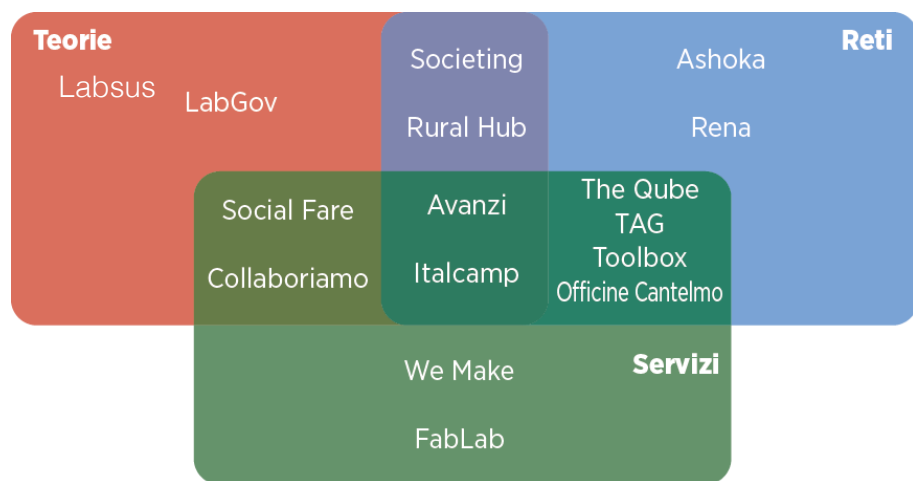 Teorie
Labsus
LabGov
Societing
Rural Hub
Reti
Ashoka
Rena
Social Fare
Collaboriamo
Avanzi
Italcamp
The Qube
TAG
Toolbox
Officine Cantelmo
We Make
FabLab
Servizi